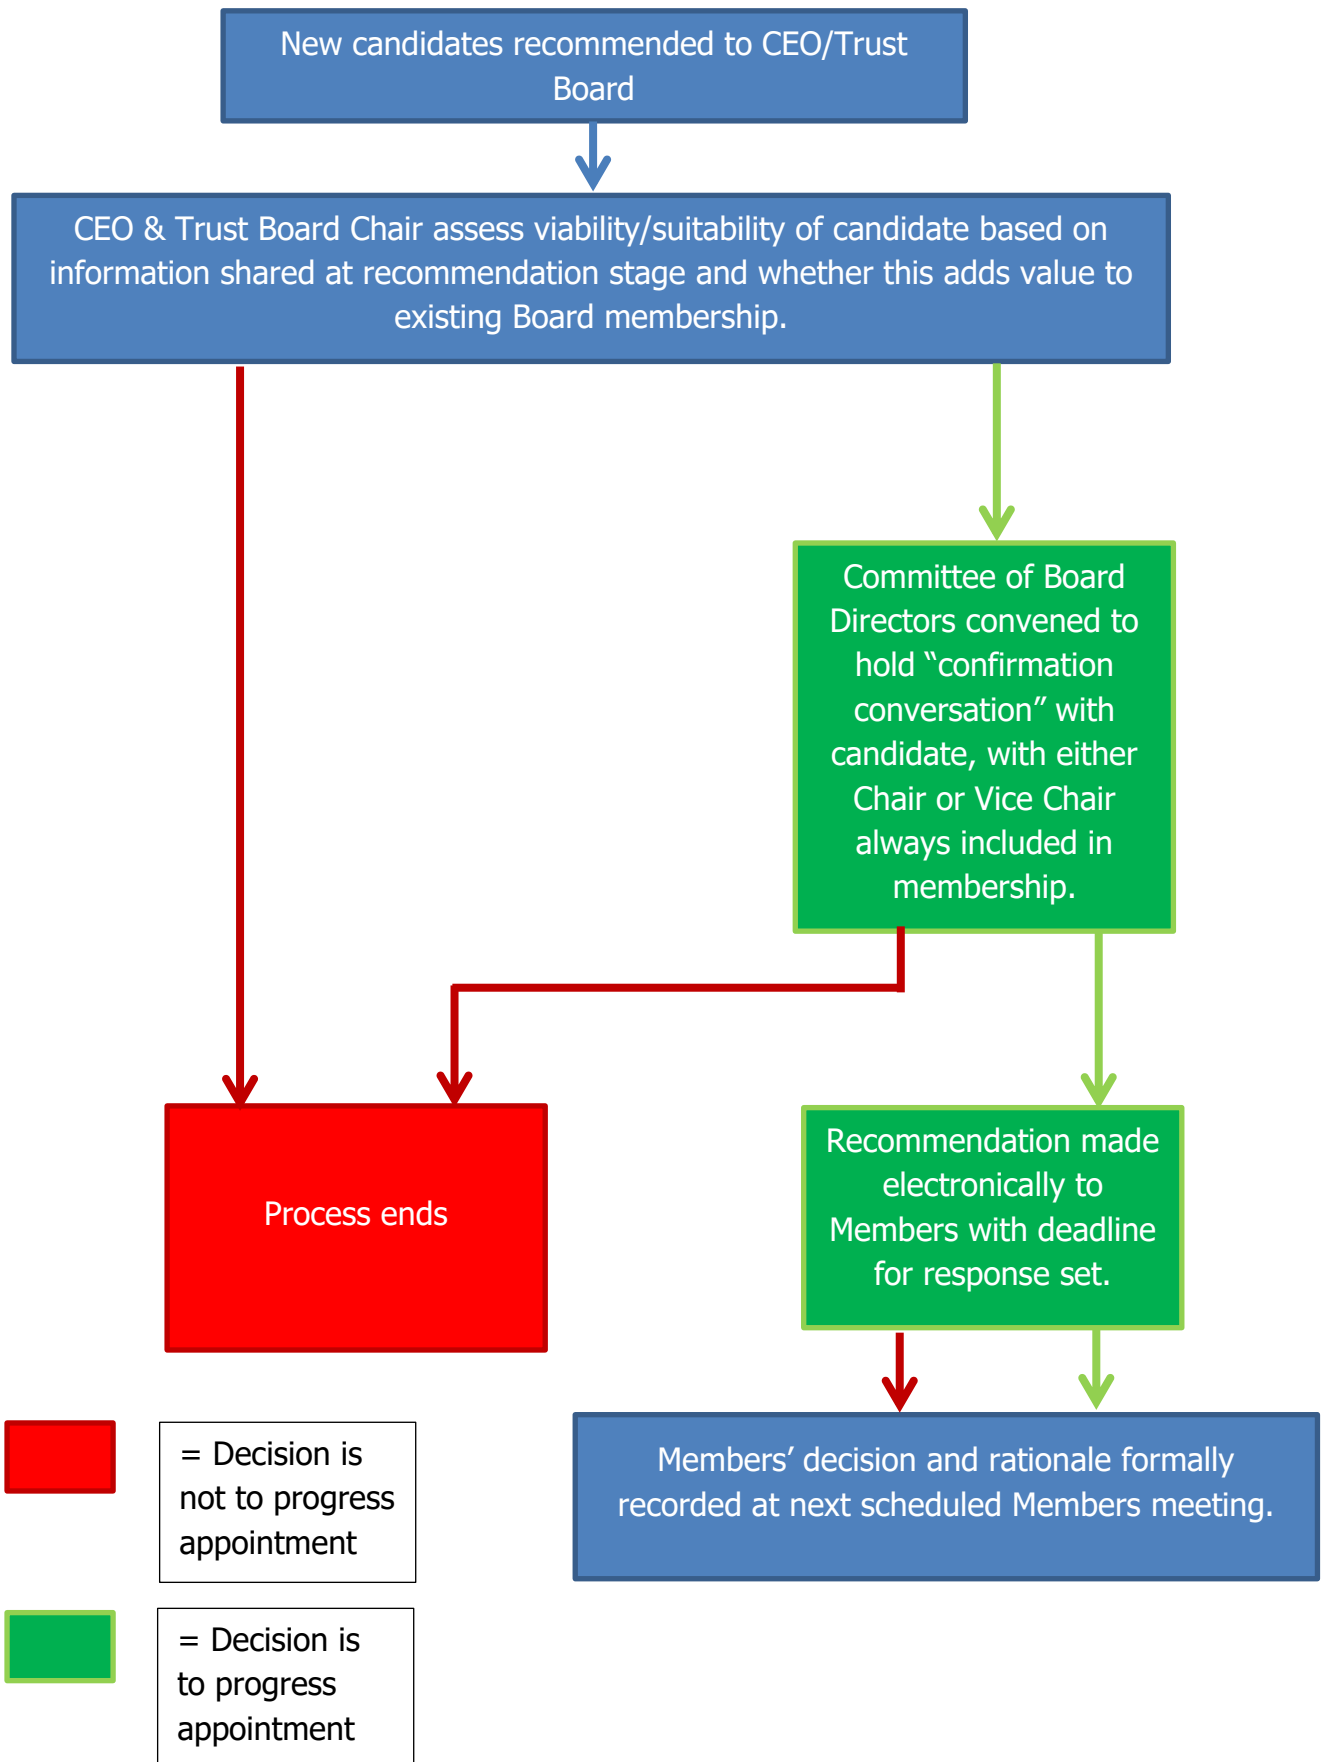 New candidates recommended to CEO/Trust
Board
CEO & Trust Board Chair assess viability/suitability of candidate based on
information shared at recommendation stage and whether this adds value to
existing Board membership.
Committee of Board
Directors convened to
hold “confirmation
conversation” with
candidate, with either
Chair or Vice Chair
always included in
membership.
Process ends
Recommendation made
electronically to
Members with deadline
for response set.
Members’ decision and rationale formally
recorded at next scheduled Members meeting.
= Decision is
not to progress
appointment
= Decision is
to progress
appointment